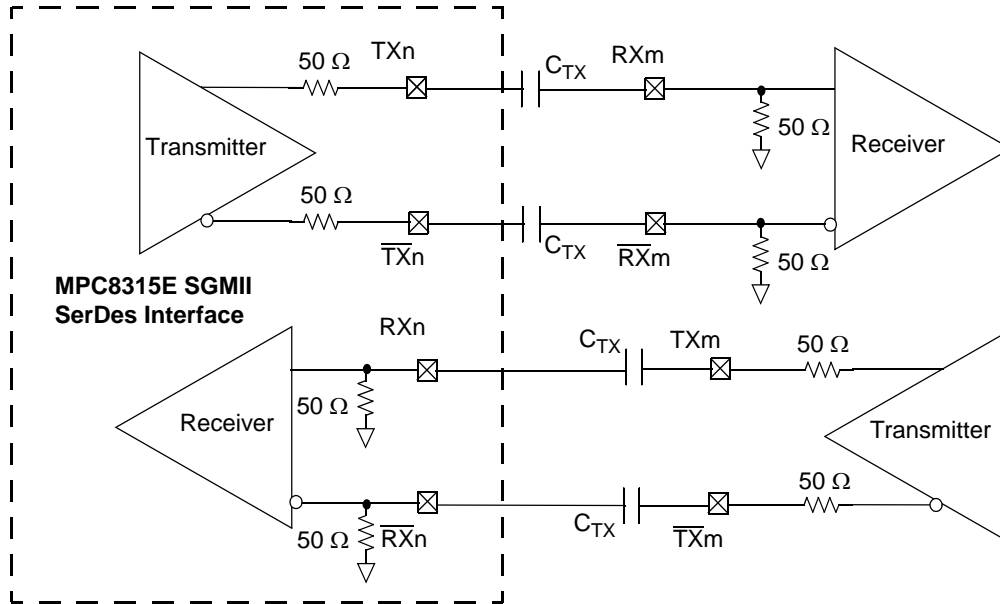 50 Ω
TXn
C_TX
RXm
50 Ω
Transmitter
Receiver
50 Ω
50 Ω
T̅X̅n̅
C_TX
R̅X̅m̅
MPC8315E SGMII
SerDes Interface
RXn
C_TX
TXm
50 Ω
50 Ω
Receiver
Transmitter
50 Ω
50 Ω
R̅X̅n̅
C_TX
T̅X̅m̅